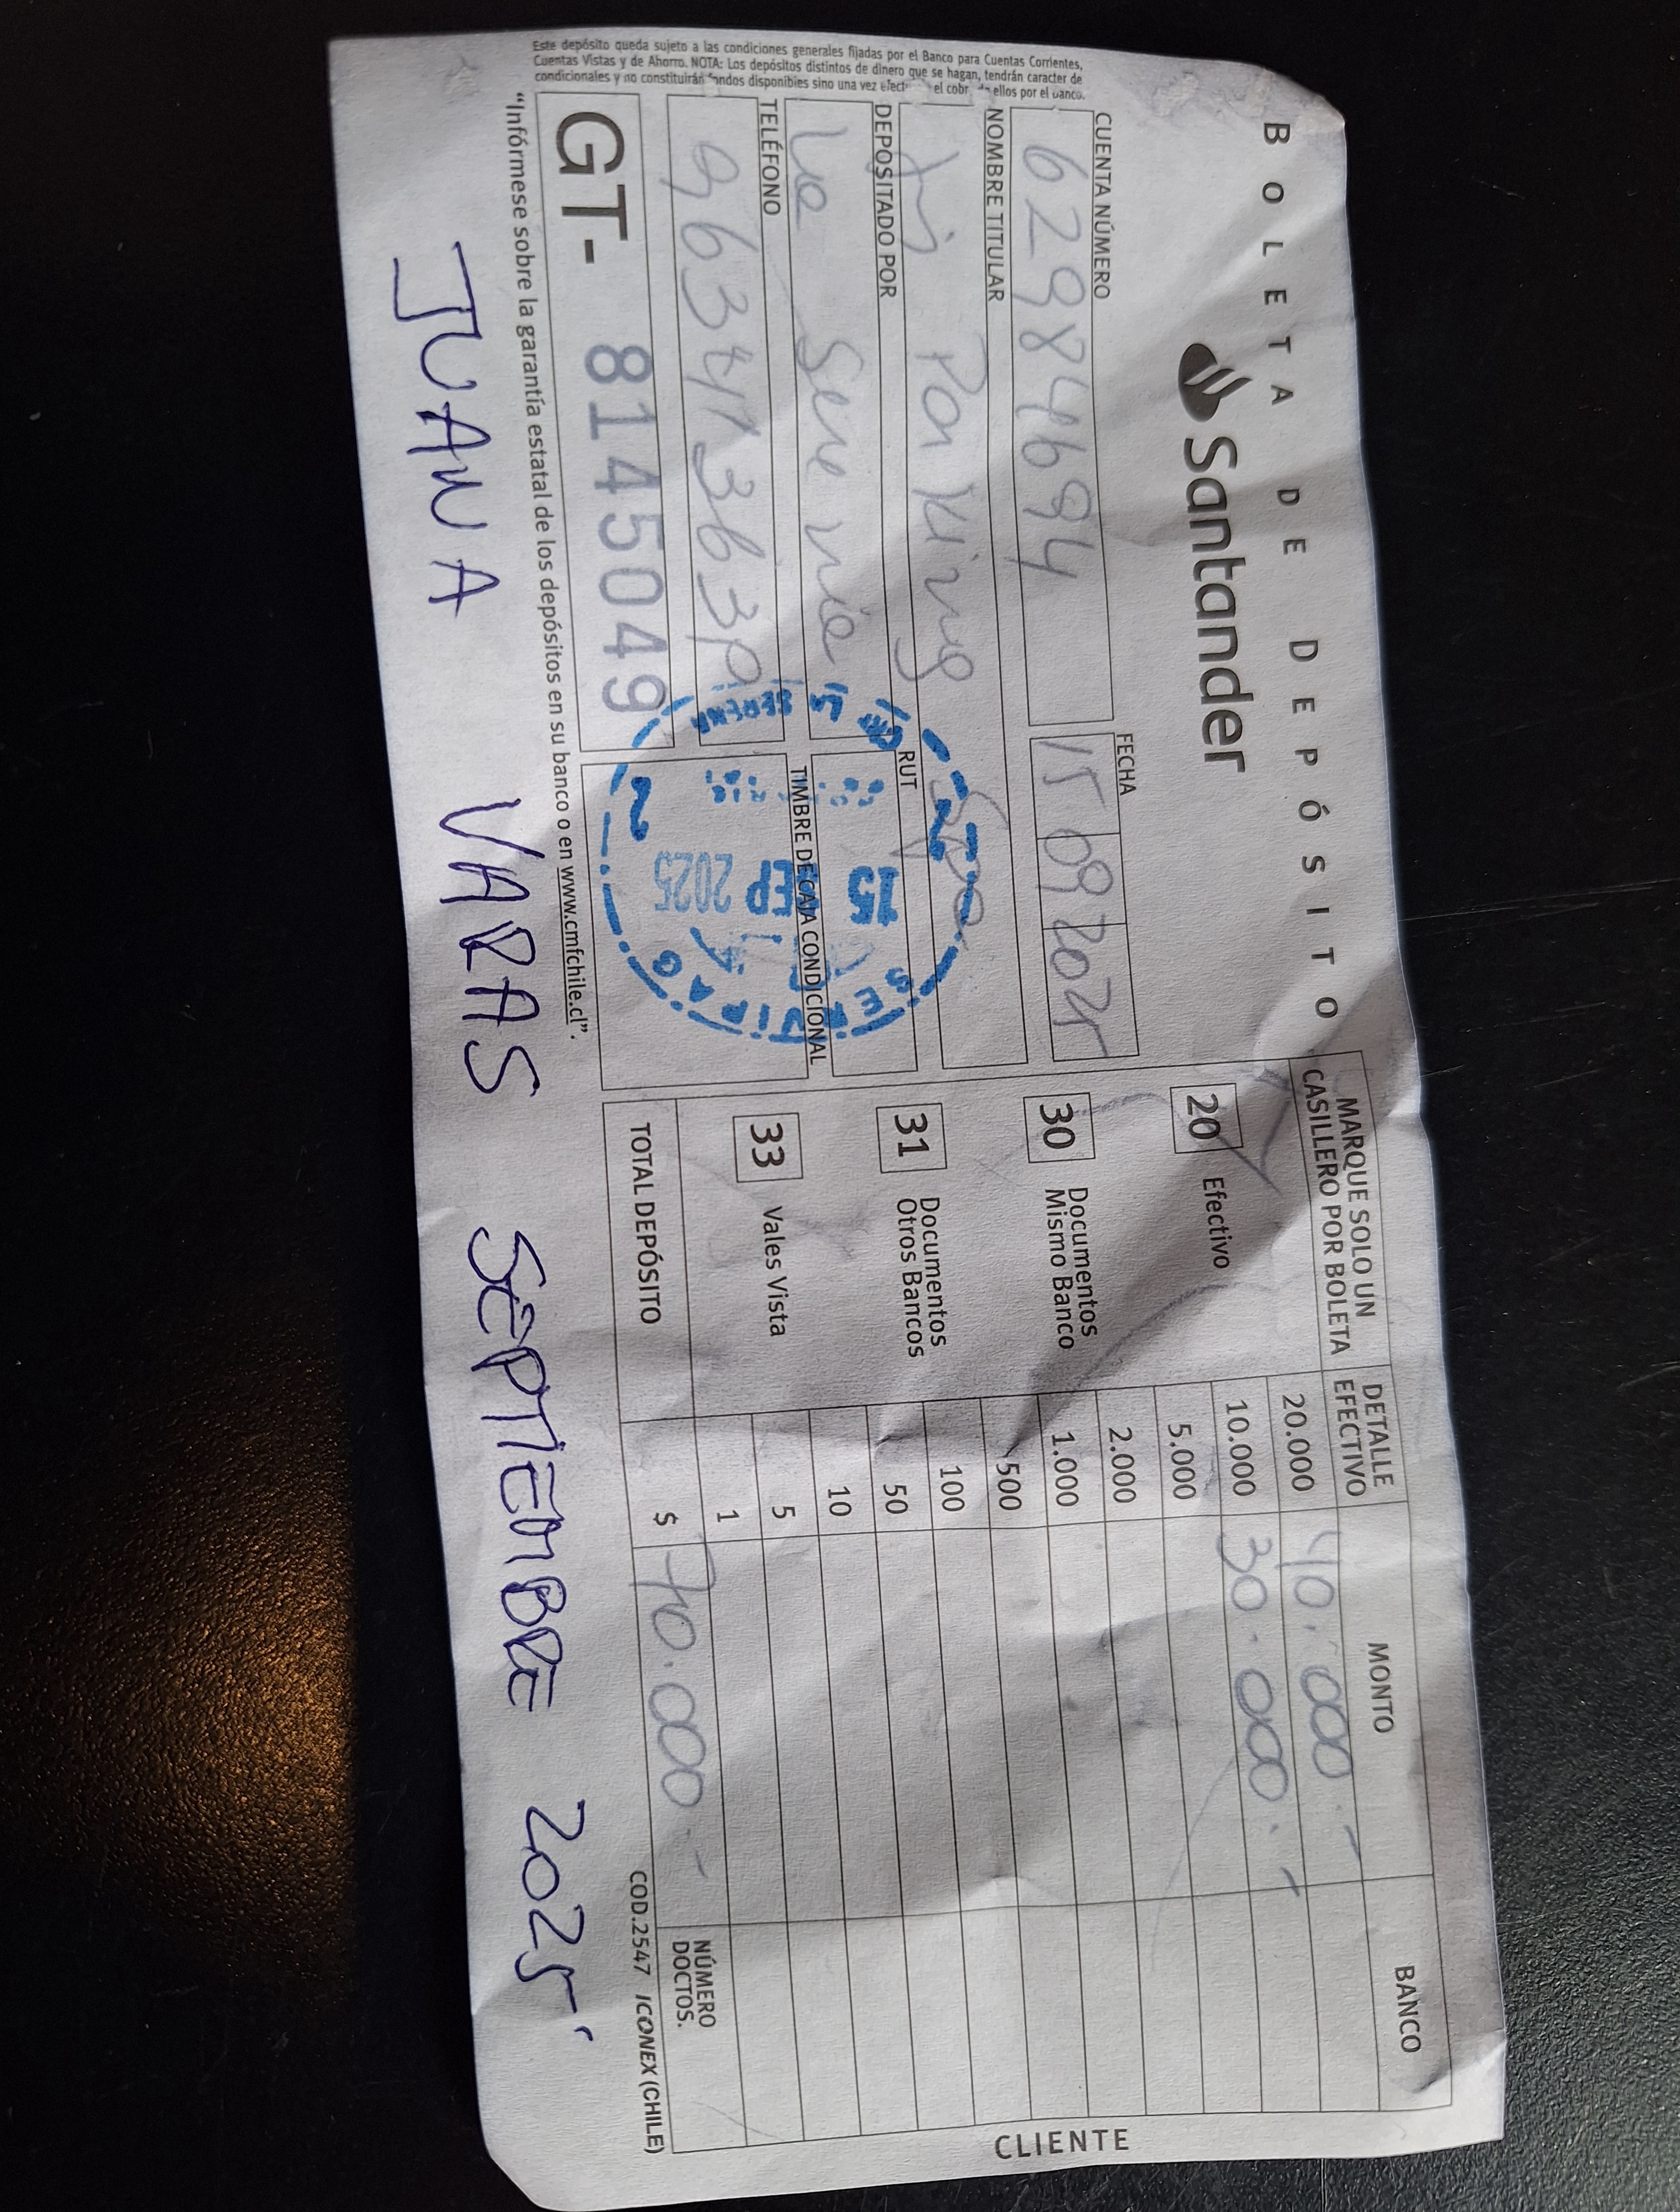 BOLETA DE DEPÓSITO
Santander
CUENTA NÚMERO
FECHA
62984694
15 09 2025
NOMBRE TITULAR
Parking Spa
DEPOSITADO POR
RUT
La Serena
TELÉFONO
TIMBRE DE CAJA CONDICIONAL
15
SEP 2025
GT- 8145049
"Infórmese sobre la garantía estatal de los depósitos en su banco o en www.cmfchile.cl".
Este depósito queda sujeto a las condiciones generales fijadas por el Banco para Cuentas Corrientes,
Cuentas Vistas y de Ahorro. NOTA: Los depósitos distintos de dinero que se hagan, tendrán caracter de
condicionales y no constituirán fondos disponibles sino una vez el ellos por el banco.
MARQUE SOLO UN
CASILLERO POR BOLETA
DETALLE
EFECTIVO
MONTO
BANCO
20 Efectivo
30 Documentos
Mismo Banco
31 Documentos
Otros Bancos
33 Vales Vista
20.000 40.000.-
10.000 30.000.-
5.000
2.000
1.000
500
100
50
10
5
1
TOTAL DEPÓSITO
$ 70.000.-
NÚMERO
DOCTOS.
COD.2547 ICONEX (CHILE)
CLIENTE
JUANA VARAS SEPTIEMBRE 2025